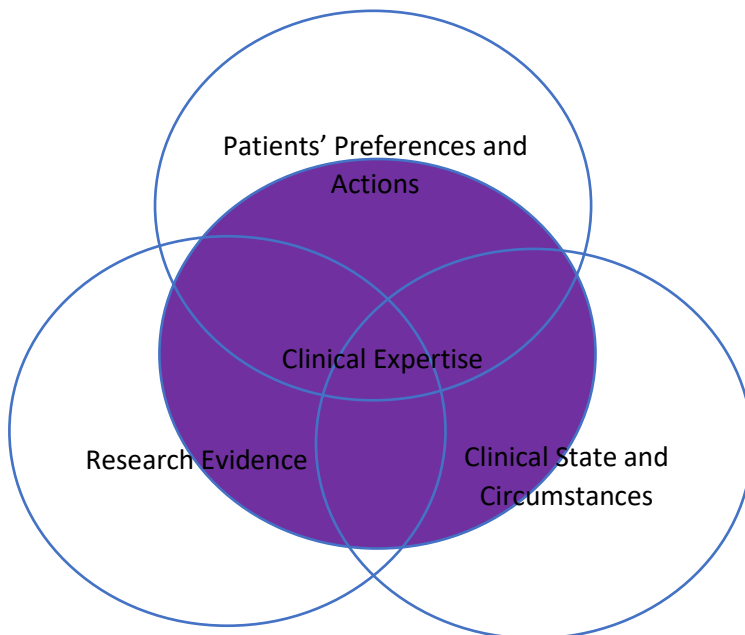 Patients’ Preferences and
Actions
Clinical Expertise
Research Evidence
Clinical State and
Circumstances